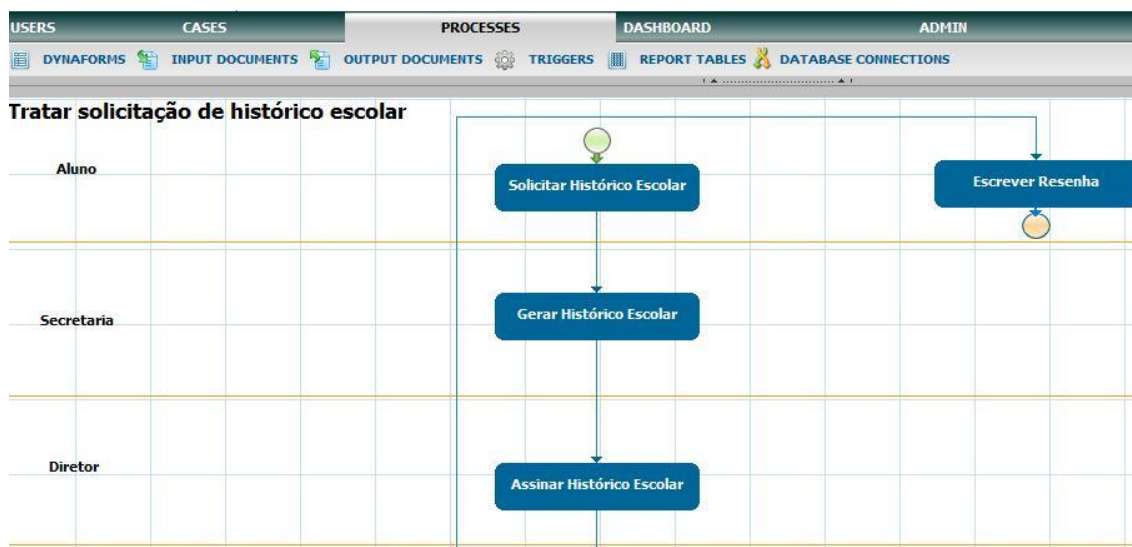 USERS CASES PROCESSES DASHBOARD ADMIN
DYNAFORMS INPUT DOCUMENTS OUTPUT DOCUMENTS TRIGGERS REPORT TABLES DATABASE CONNECTIONS
Tratar solicitação de histórico escolar
Aluno
Solicitar Histórico Escolar
Escrever Resenha
Secretaria
Gerar Histórico Escolar
Diretor
Assinar Histórico Escolar